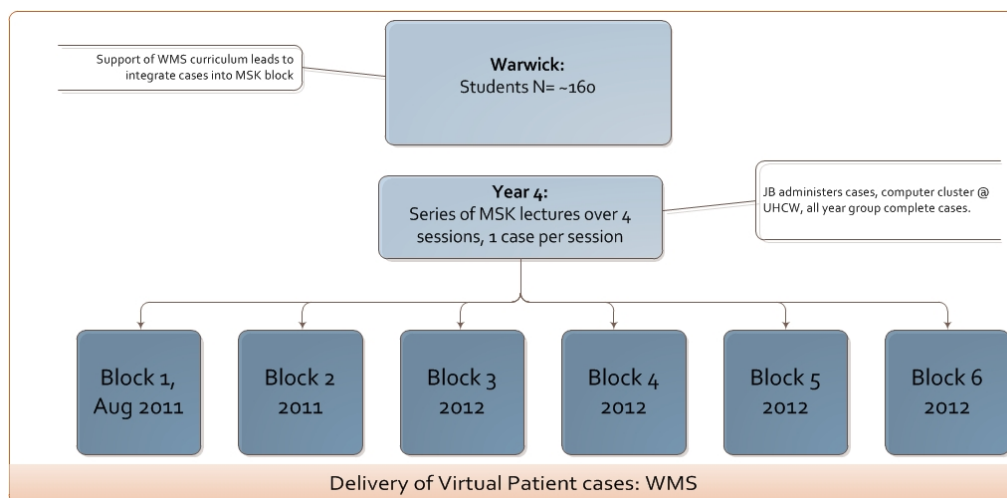 Support of WMS curriculum leads to
integrate cases into MSK block
Warwick:
Students N= ~160
Year 4:
Series of MSK lectures over 4
sessions, 1 case per session
JB administers cases, computer cluster @
UHCW, all year group complete cases.
Block 1,
Aug 2011
Block 2
2011
Block 3
2012
Block 4
2012
Block 5
2012
Block 6
2012
Delivery of Virtual Patient cases: WMS